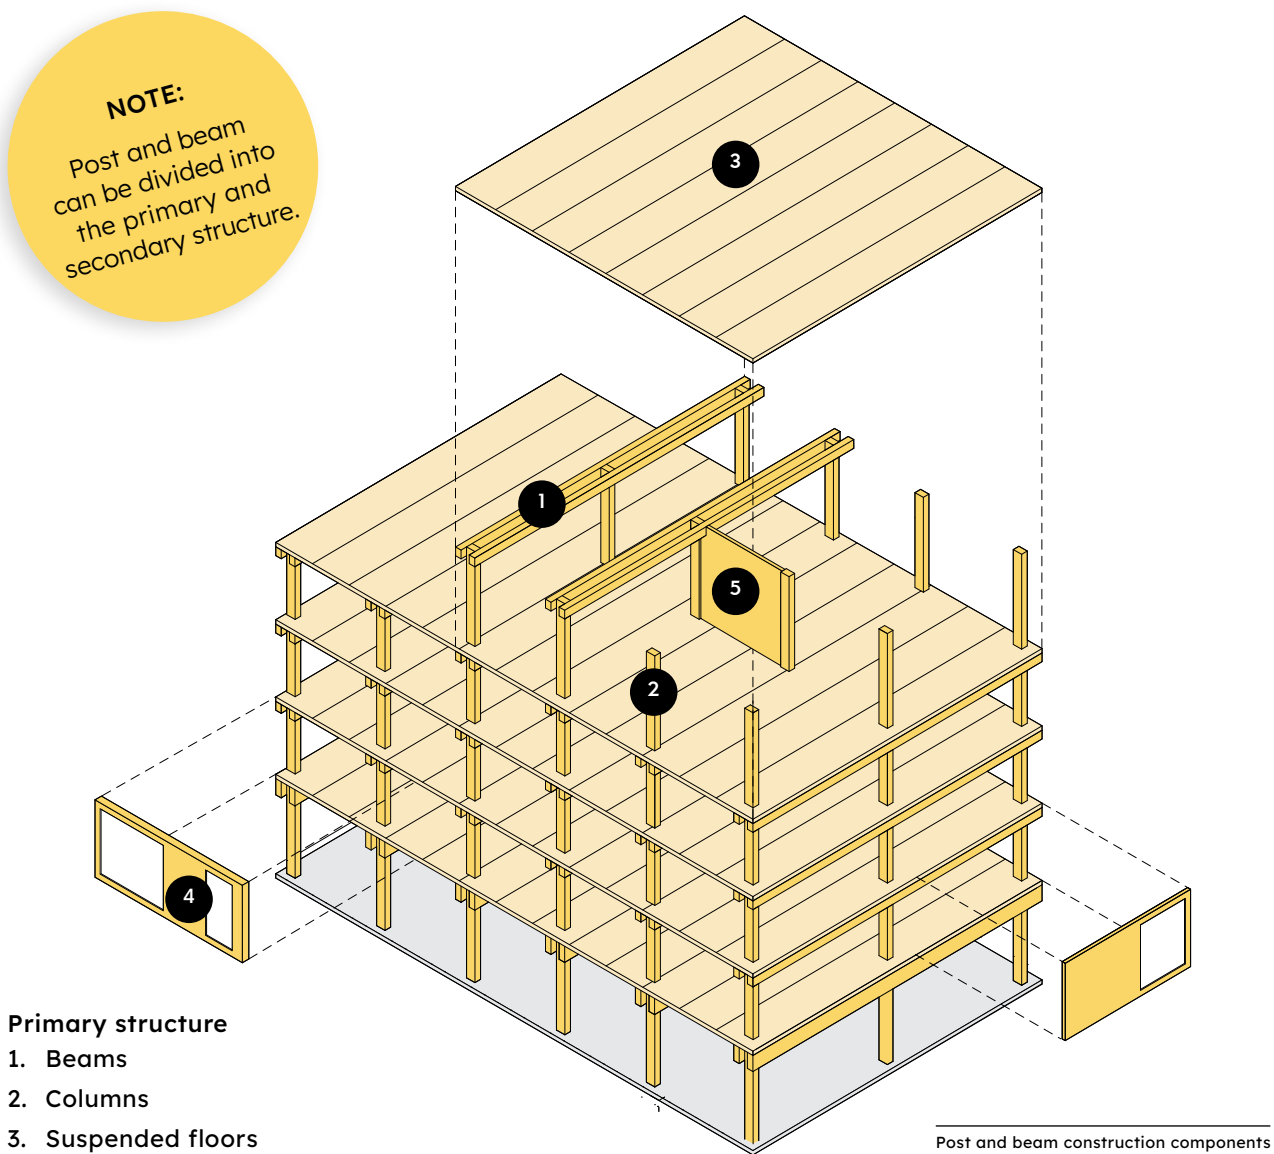 NOTE:
Post and beam
can be divided into
the primary and
secondary structure.
3
1
5
2
4
Primary structure
1. Beams
2. Columns
3. Suspended floors
Post and beam construction components